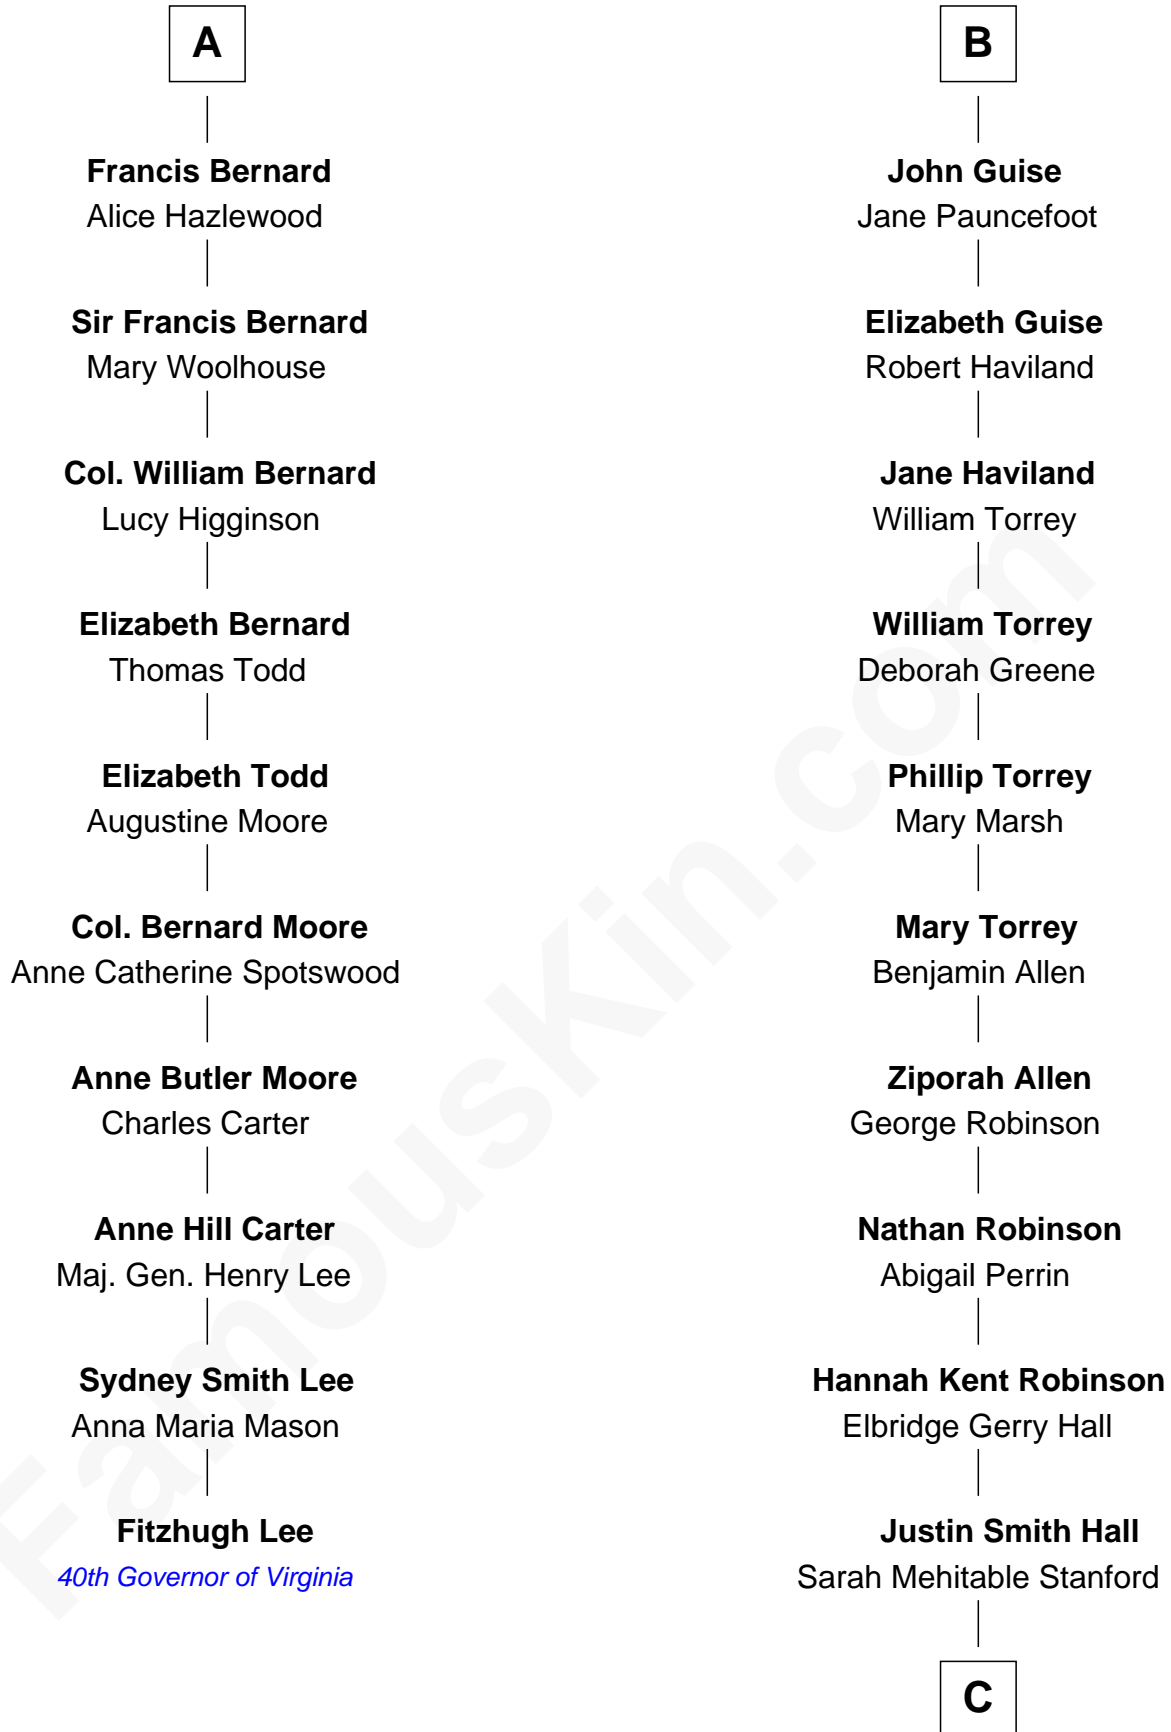 A
Francis Bernard
Alice Hazlewood
Sir Francis Bernard
Mary Woolhouse
Col. William Bernard
Lucy Higginson
Elizabeth Bernard
Thomas Todd
Elizabeth Todd
Augustine Moore
Col. Bernard Moore
Anne Catherine Spotswood
Anne Butler Moore
Charles Carter
Anne Hill Carter
Maj. Gen. Henry Lee
Sydney Smith Lee
Anna Maria Mason
Fitzhugh Lee
40th Governor of Virginia
B
John Guise
Jane Pauncefoot
Elizabeth Guise
Robert Haviland
Jane Haviland
William Torrey
William Torrey
Deborah Greene
Phillip Torrey
Mary Marsh
Mary Torrey
Benjamin Allen
Ziporah Allen
George Robinson
Nathan Robinson
Abigail Perrin
Hannah Kent Robinson
Elbridge Gerry Hall
Justin Smith Hall
Sarah Mehitable Stanford
C
FamousKin.com